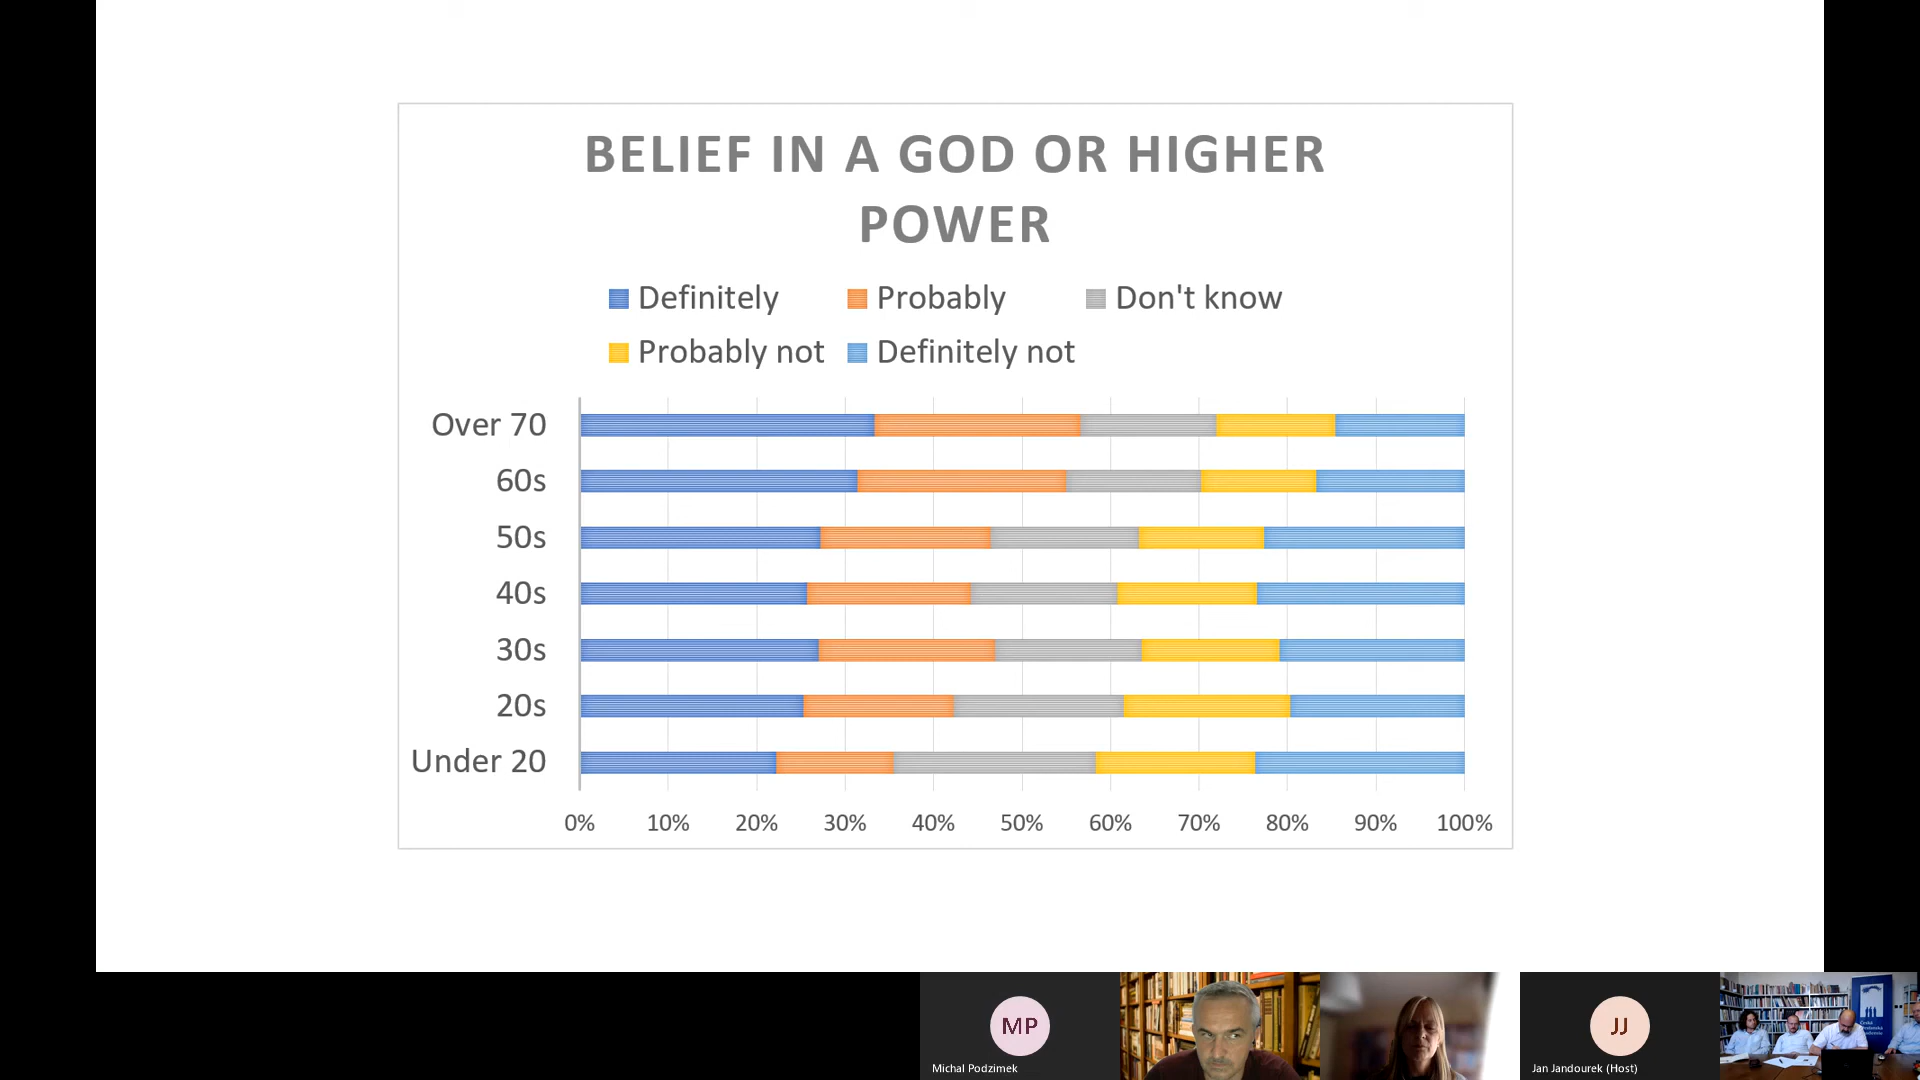 BELIEF IN A GOD OR HIGHER
POWER
Definitely
Probably
Don't know
Probably not
Definitely not
Over 70
60s
50s
40s
30s
20s
Under 20
0% 10% 20% 30% 40% 50% 60% 70% 80% 90% 100%
MP
Michal Podzimek
JJ
Jan Jandourek (Host)